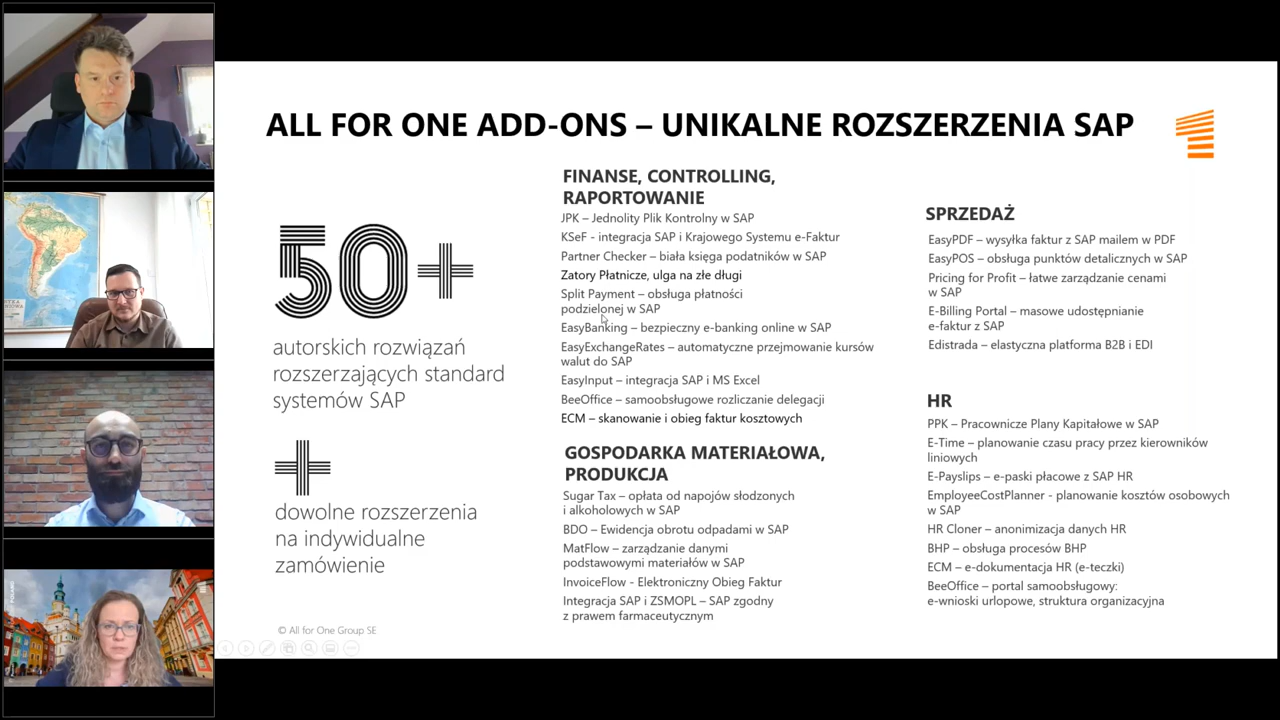 ALL FOR ONE ADD-ONS – UNIKALNE ROZSZERZENIA SAP
50+
autorskich rozwiązań
rozszerzających standard
systemów SAP
+
dowolne rozszerzenia
na indywidualne
zamówienie
© All for One Group SE
FINANSE, CONTROLLING,
RAPORTOWANIE
JPK – Jednolity Plik Kontrolny w SAP
KSeF - integracja SAP i Krajowego Systemu e-Faktur
Partner Checker – biała księga podatników w SAP
Zatory Płatnicze, ulga na złe długi
Split Payment – obsługa płatności
podzielonej w SAP
EasyBanking – bezpieczny e-banking online w SAP
EasyExchangeRates – automatyczne przejmowanie kursów
walut do SAP
EasyInput – integracja SAP i MS Excel
BeeOffice – samoobsługowe rozliczanie delegacji
ECM – skanowanie i obieg faktur kosztowych
GOSPODARKA MATERIAŁOWA,
PRODUKCJA
Sugar Tax – opłata od napojów słodzonych
i alkoholowych w SAP
BDO – Ewidencja obrotu odpadami w SAP
MatFlow – zarządzanie danymi
podstawowymi materiałów w SAP
InvoiceFlow - Elektroniczny Obieg Faktur
Integracja SAP i ZSMOPL – SAP zgodny
z prawem farmaceutycznym
SPRZEDAŻ
EasyPDF – wysyłka faktur z SAP mailem w PDF
EasyPOS – obsługa punktów detalicznych w SAP
Pricing for Profit – łatwe zarządzanie cenami
w SAP
E-Billing Portal – masowe udostępnianie
e-faktur z SAP
Edistrada – elastyczna platforma B2B i EDI
HR
PPK – Pracownicze Plany Kapitałowe w SAP
E-Time – planowanie czasu pracy przez kierowników
liniowych
E-Payslips – e-paski płacowe z SAP HR
EmployeeCostPlanner - planowanie kosztów osobowych
w SAP
HR Cloner – anonimizacja danych HR
BHP – obsługa procesów BHP
ECM – e-dokumentacja HR (e-teczki)
BeeOffice – portal samoobsługowy:
e-wnioski urlopowe, struktura organizacyjna